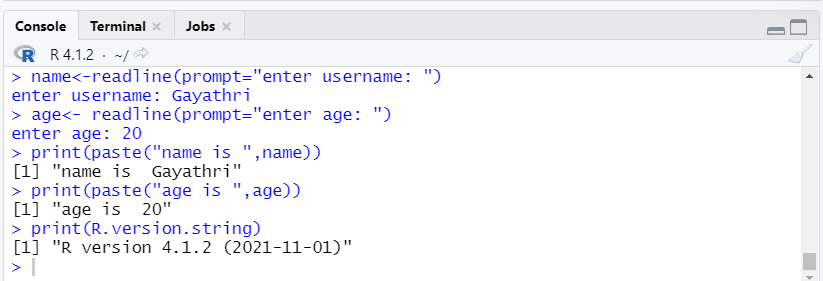 Console Terminal Jobs
R 4.1.2 · ~/
> name<-readline(prompt="enter username: ")
enter username: Gayathri
> age<- readline(prompt="enter age: ")
enter age: 20
> print(paste("name is ",name))
[1] "name is  Gayathri"
> print(paste("age is ",age))
[1] "age is  20"
> print(R.version.string)
[1] "R version 4.1.2 (2021-11-01)"
>